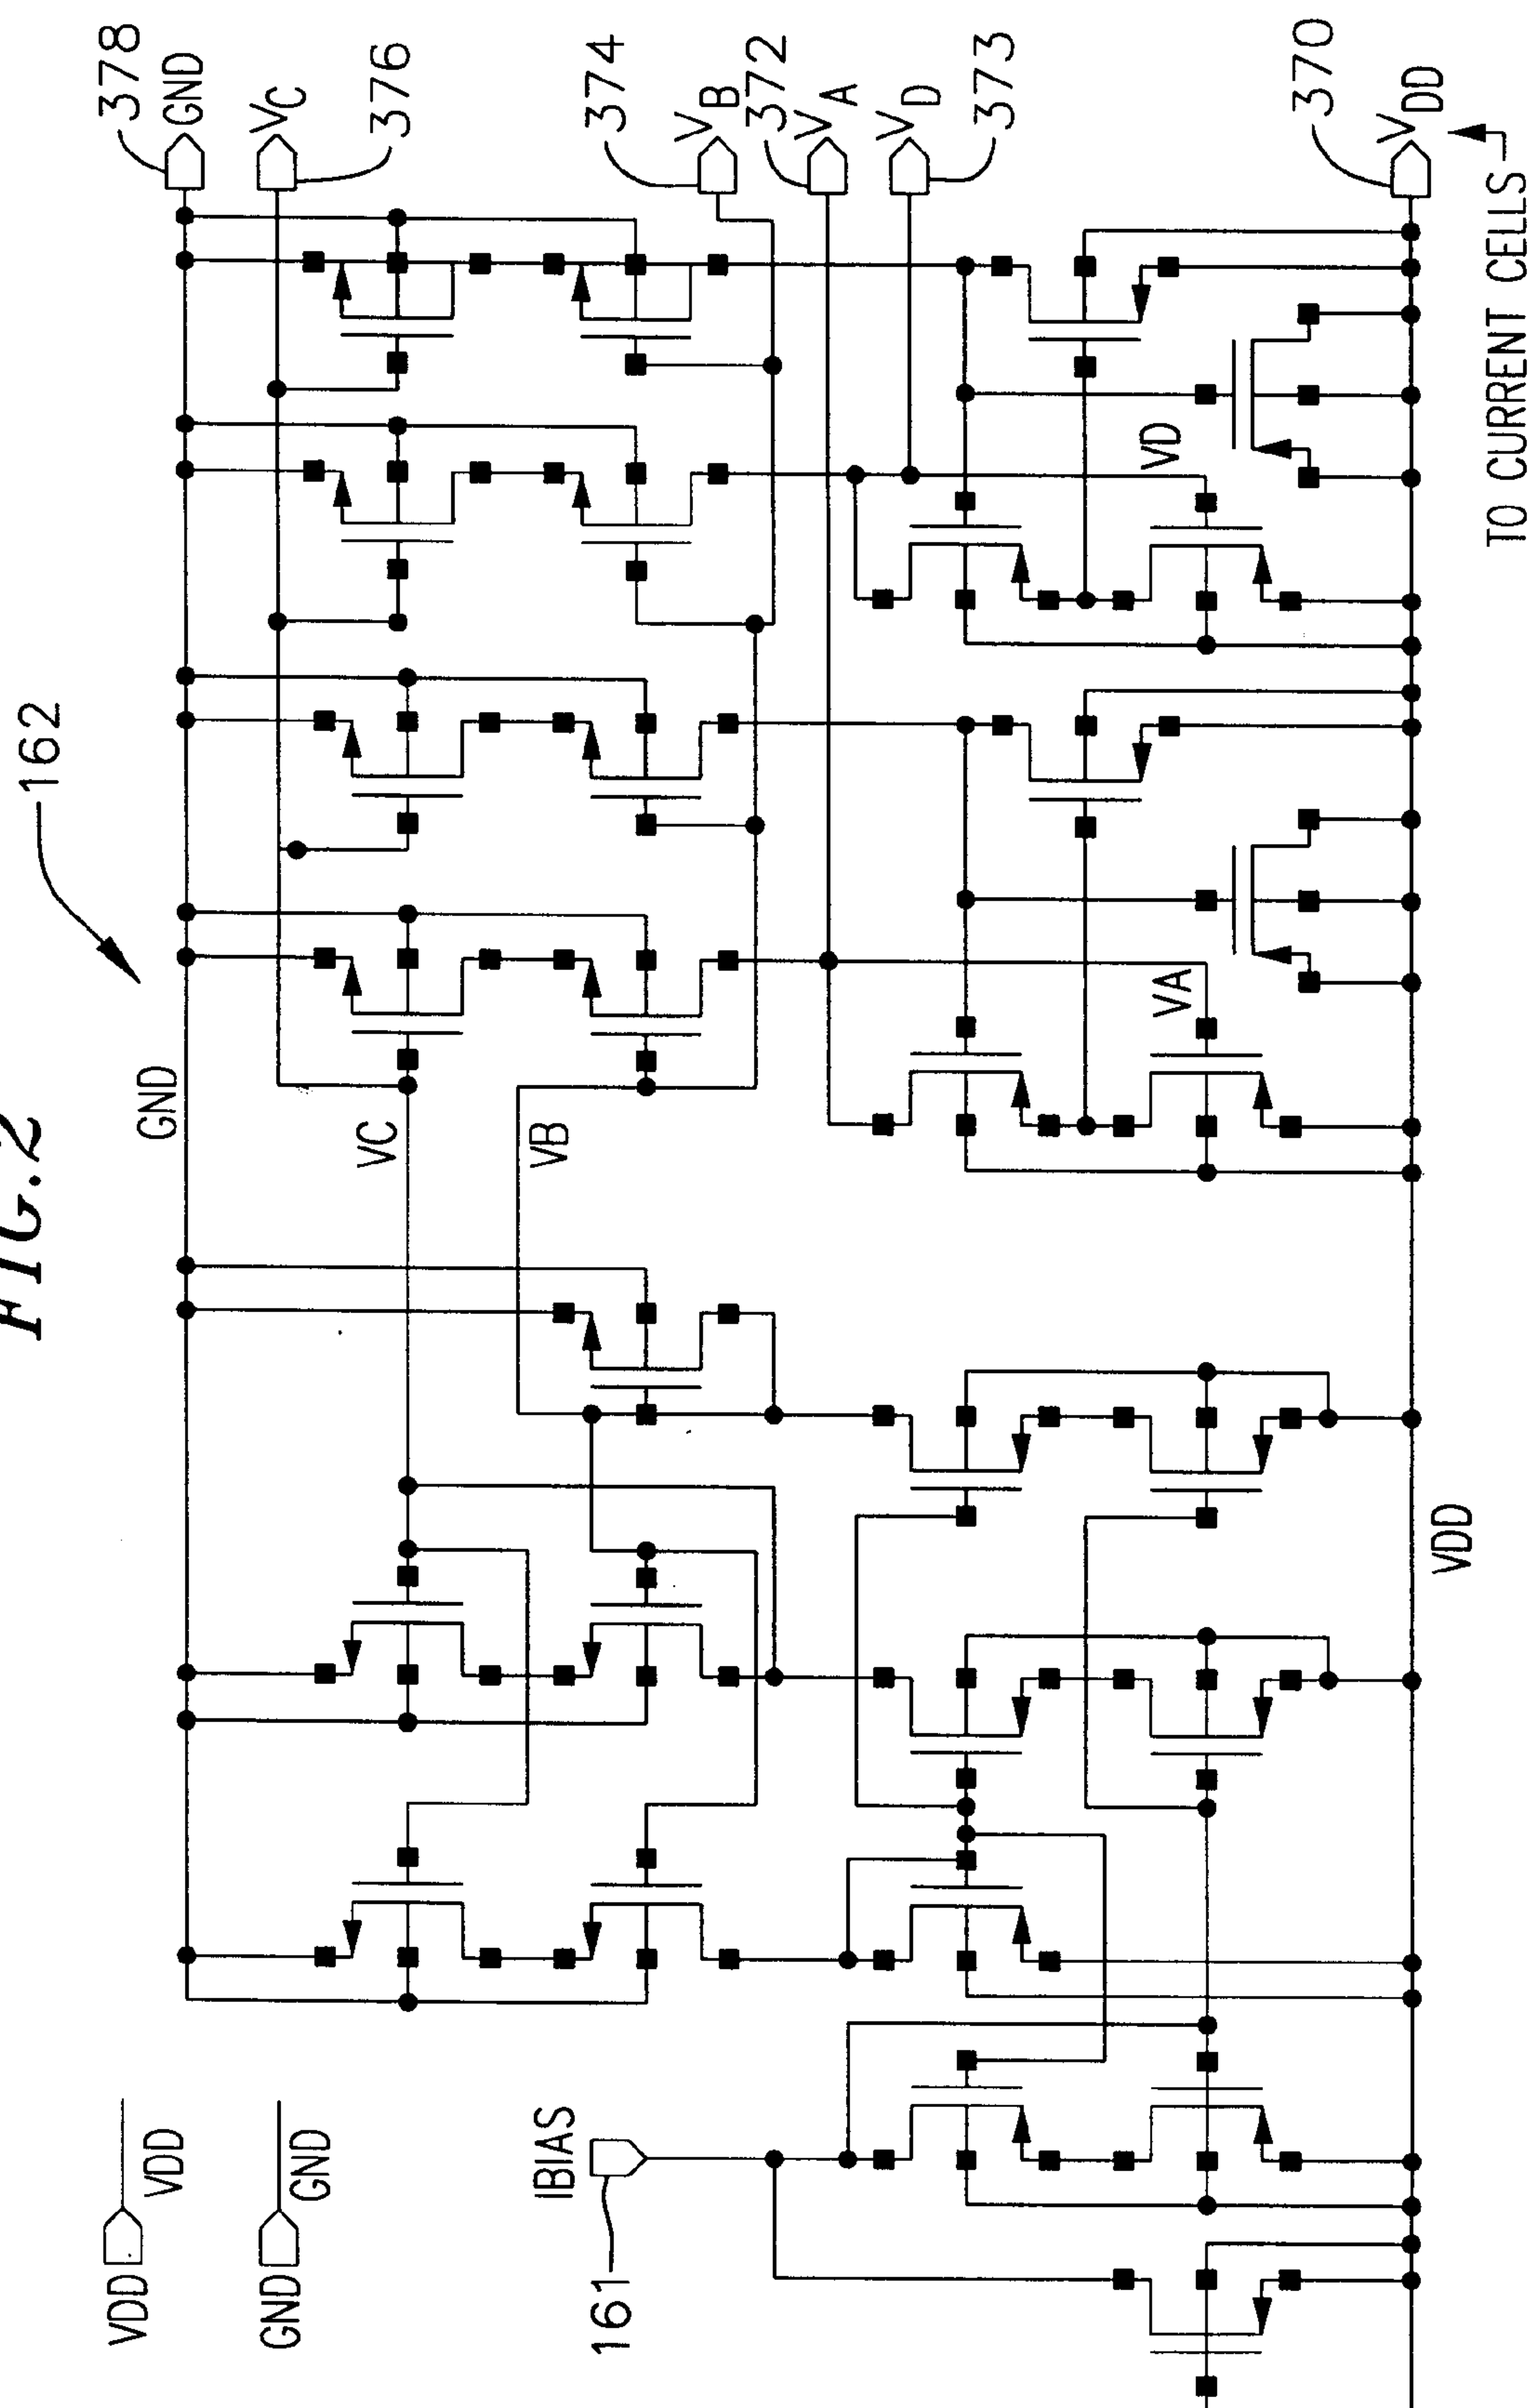 FIG.2
162
378
GND
VC
376
374
VB
372
VA
VD
373
370
VDD
TO CURRENT CELLS
GND
VC
VB
VA
VD
VDD
VDD
VDD
GND
GND
IBIAS
161